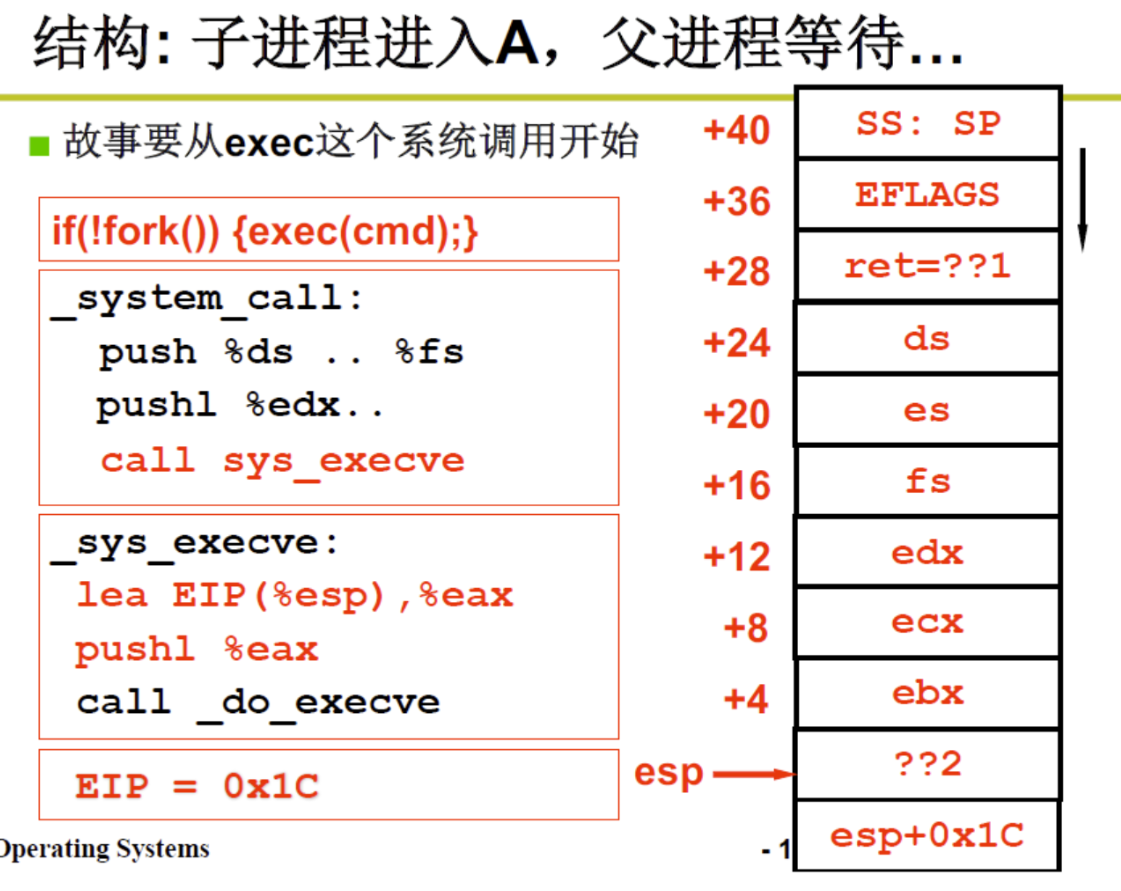 结构: 子进程进入A，父进程等待…
故事要从exec这个系统调用开始
if(!fork()) {exec(cmd);}
_system_call:
push %ds .. %fs
pushl %edx..
call sys_execve
_sys_execve:
lea EIP(%esp),%eax
pushl %eax
call _do_execve
EIP = 0x1C
+40 SS: SP
+36 EFLAGS
+28 ret=??1
+24 ds
+20 es
+16 fs
+12 edx
+8 ecx
+4 ebx
esp ??2
esp+0x1C
Operating Systems
- 1